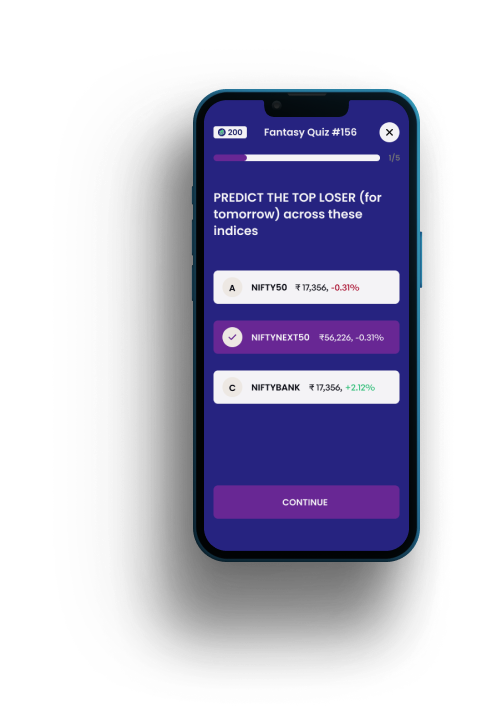 200 Fantasy Quiz #156
1/5
PREDICT THE TOP LOSER (for
tomorrow) across these
indices
A NIFTY50 ₹ 17,356, -0.31%
NIFTYNEXT50 ₹56,226, -0.31%
C NIFTYBANK ₹ 17,356, +2.12%
CONTINUE